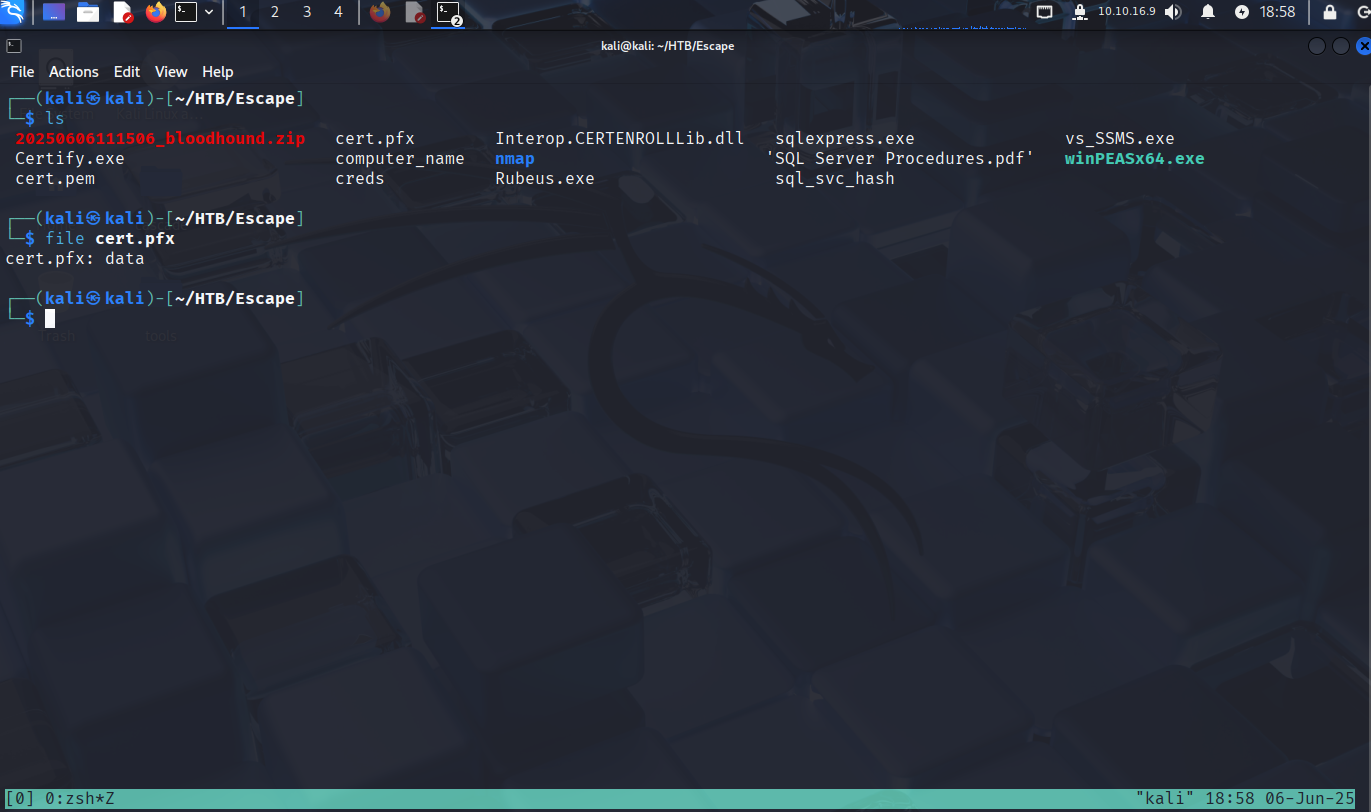 1 2 3 4 2 10.10.16.9 18:58
kali@kali: ~/HTB/Escape
File Actions Edit View Help
┌──(kali㉿kali)-[~/HTB/Escape]
└─$ ls
20250606111506_bloodhound.zip cert.pfx Interop.CERTENROLLLib.dll sqlexpress.exe vs_SSMS.exe
Certify.exe computer_name nmap 'SQL Server Procedures.pdf' winPEASx64.exe
cert.pem creds Rubeus.exe sql_svc_hash
┌──(kali㉿kali)-[~/HTB/Escape]
└─$ file cert.pfx
cert.pfx: data
┌──(kali㉿kali)-[~/HTB/Escape]
└─$
tools
[0] 0:zsh*Z "kali" 18:58 06-Jun-25